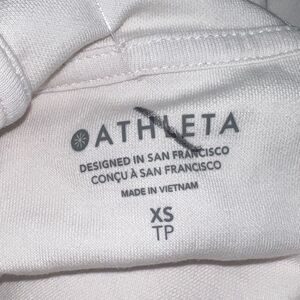 ATHLETA
DESIGNED IN SAN FRANCISCO
CONÇU À SAN FRANCISCO
MADE IN VIETNAM
XS
TP